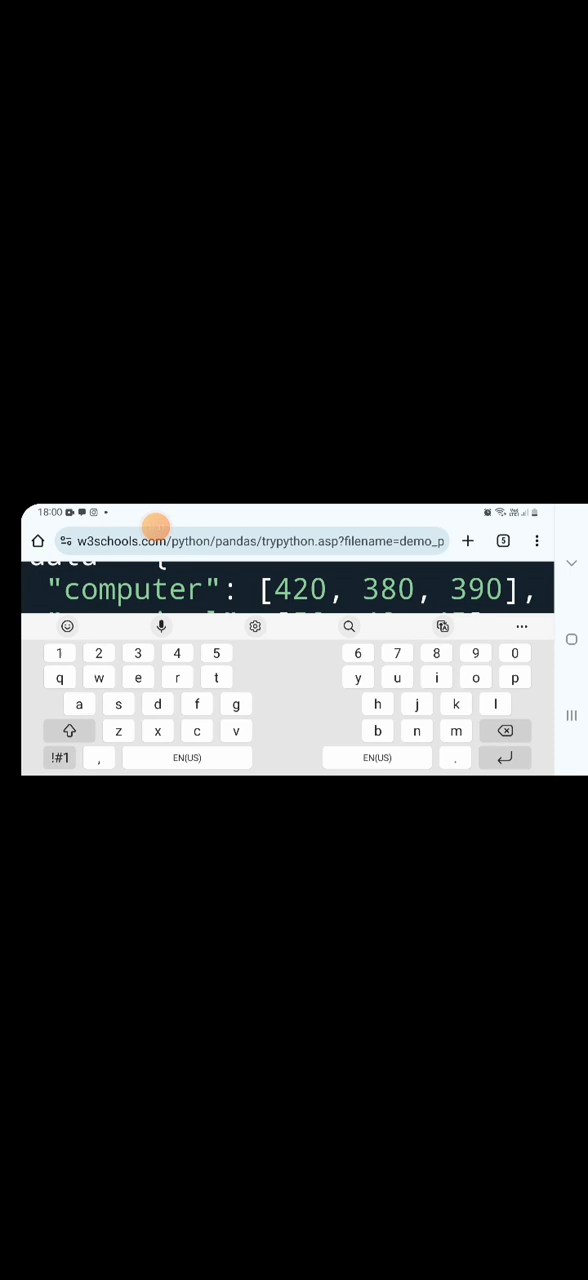 18:00
w3schools.com/python/pandas/trypython.asp?filename=demo_p
5
"computer": [420, 380, 390],
1 2 3 4 5 6 7 8 9 0
q w e r t y u i o p
a s d f g h j k l
z x c v b n m
!#1 , EN(US) EN(US) .